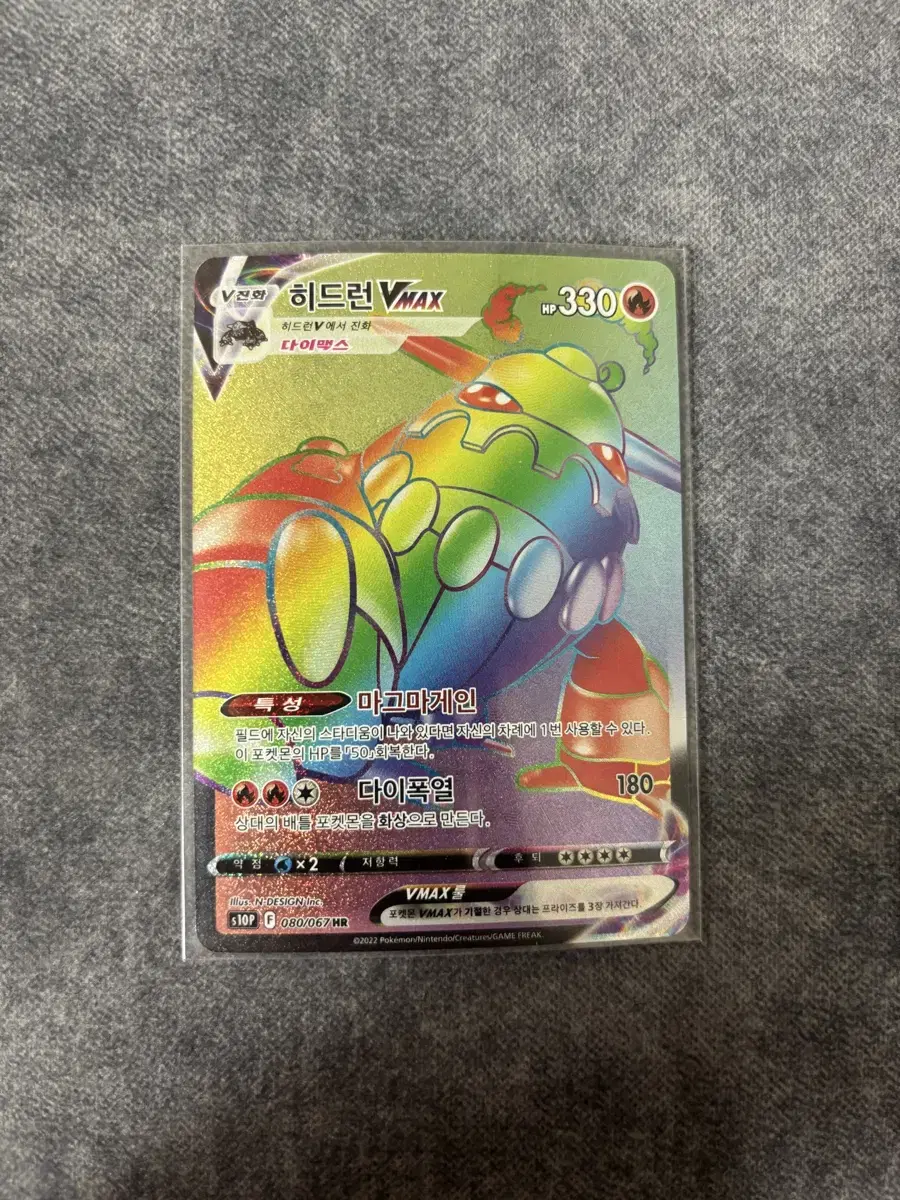 V진화 히드런 VMAX HP 330
히드런V에서 진화
다이맥스
특성 마그마게인
필드에 자신의 스타디움이 나와 있다면 자신의 차례에 1번 사용할 수 있다.
이 포켓몬의 HP를 「50」회복한다.
다이폭열 180
상대의 배틀 포켓몬을 화상으로 만든다.
약점 ×2 저항력 후퇴
Illus. N-DESIGN Inc.
VMAX 룰
s10P F 080/067 HR
포켓몬 VMAX가 기절한 경우 상대는 프라이즈를 3장 가져간다.
©2022 Pokémon/Nintendo/Creatures/GAME FREAK.